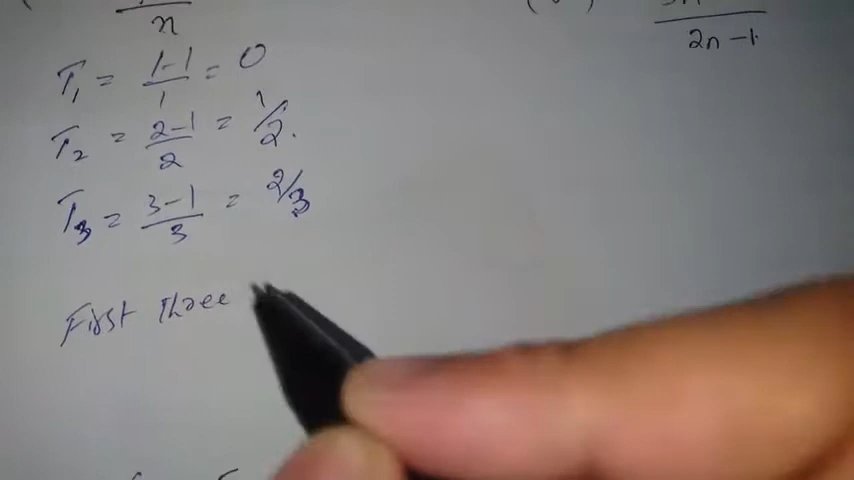 n
2n-1
T₁ = 1-1/1 = 0
T₂ = 2-1/2 = 1/2.
T₃ = 3-1/3 = 2/3
First three